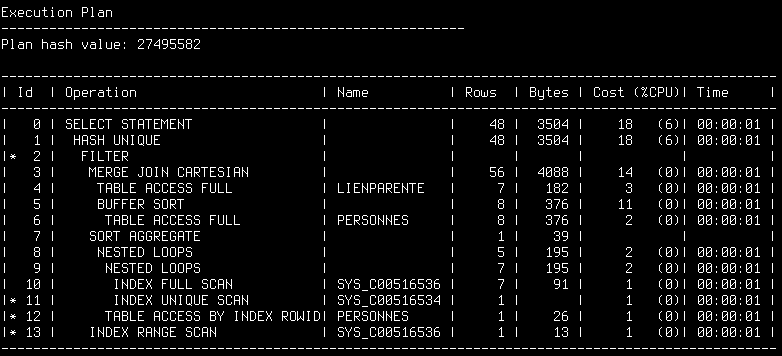 Execution Plan
----------------------------------------------------------
Plan hash value: 27495582

--------------------------------------------------------------------------------------------------
| Id  | Operation                       | Name           | Rows  | Bytes | Cost (%CPU)| Time     |
--------------------------------------------------------------------------------------------------
|   0 | SELECT STATEMENT                |                |    48 |  3504 |    18   (6)| 00:00:01 |
|   1 |  HASH UNIQUE                    |                |    48 |  3504 |    18   (6)| 00:00:01 |
|*  2 |   FILTER                        |                |       |       |            |          |
|   3 |    MERGE JOIN CARTESIAN         |                |    56 |  4088 |    14   (0)| 00:00:01 |
|   4 |     TABLE ACCESS FULL           | LIENPARENTE    |     7 |   182 |     3   (0)| 00:00:01 |
|   5 |     BUFFER SORT                 |                |     8 |   376 |    11   (0)| 00:00:01 |
|   6 |      TABLE ACCESS FULL          | PERSONNES      |     8 |   376 |     2   (0)| 00:00:01 |
|   7 |    SORT AGGREGATE               |                |     1 |    39 |            |          |
|   8 |     NESTED LOOPS                |                |     5 |   195 |     2   (0)| 00:00:01 |
|   9 |      NESTED LOOPS               |                |     7 |   195 |     2   (0)| 00:00:01 |
|  10 |       INDEX FULL SCAN           | SYS_C00516536  |     7 |    91 |     1   (0)| 00:00:01 |
|* 11 |       INDEX UNIQUE SCAN         | SYS_C00516534  |     1 |       |     1   (0)| 00:00:01 |
|* 12 |      TABLE ACCESS BY INDEX ROWID| PERSONNES      |     1 |    26 |     1   (0)| 00:00:01 |
|* 13 |    INDEX RANGE SCAN             | SYS_C00516536  |     1 |    13 |     1   (0)| 00:00:01 |
--------------------------------------------------------------------------------------------------